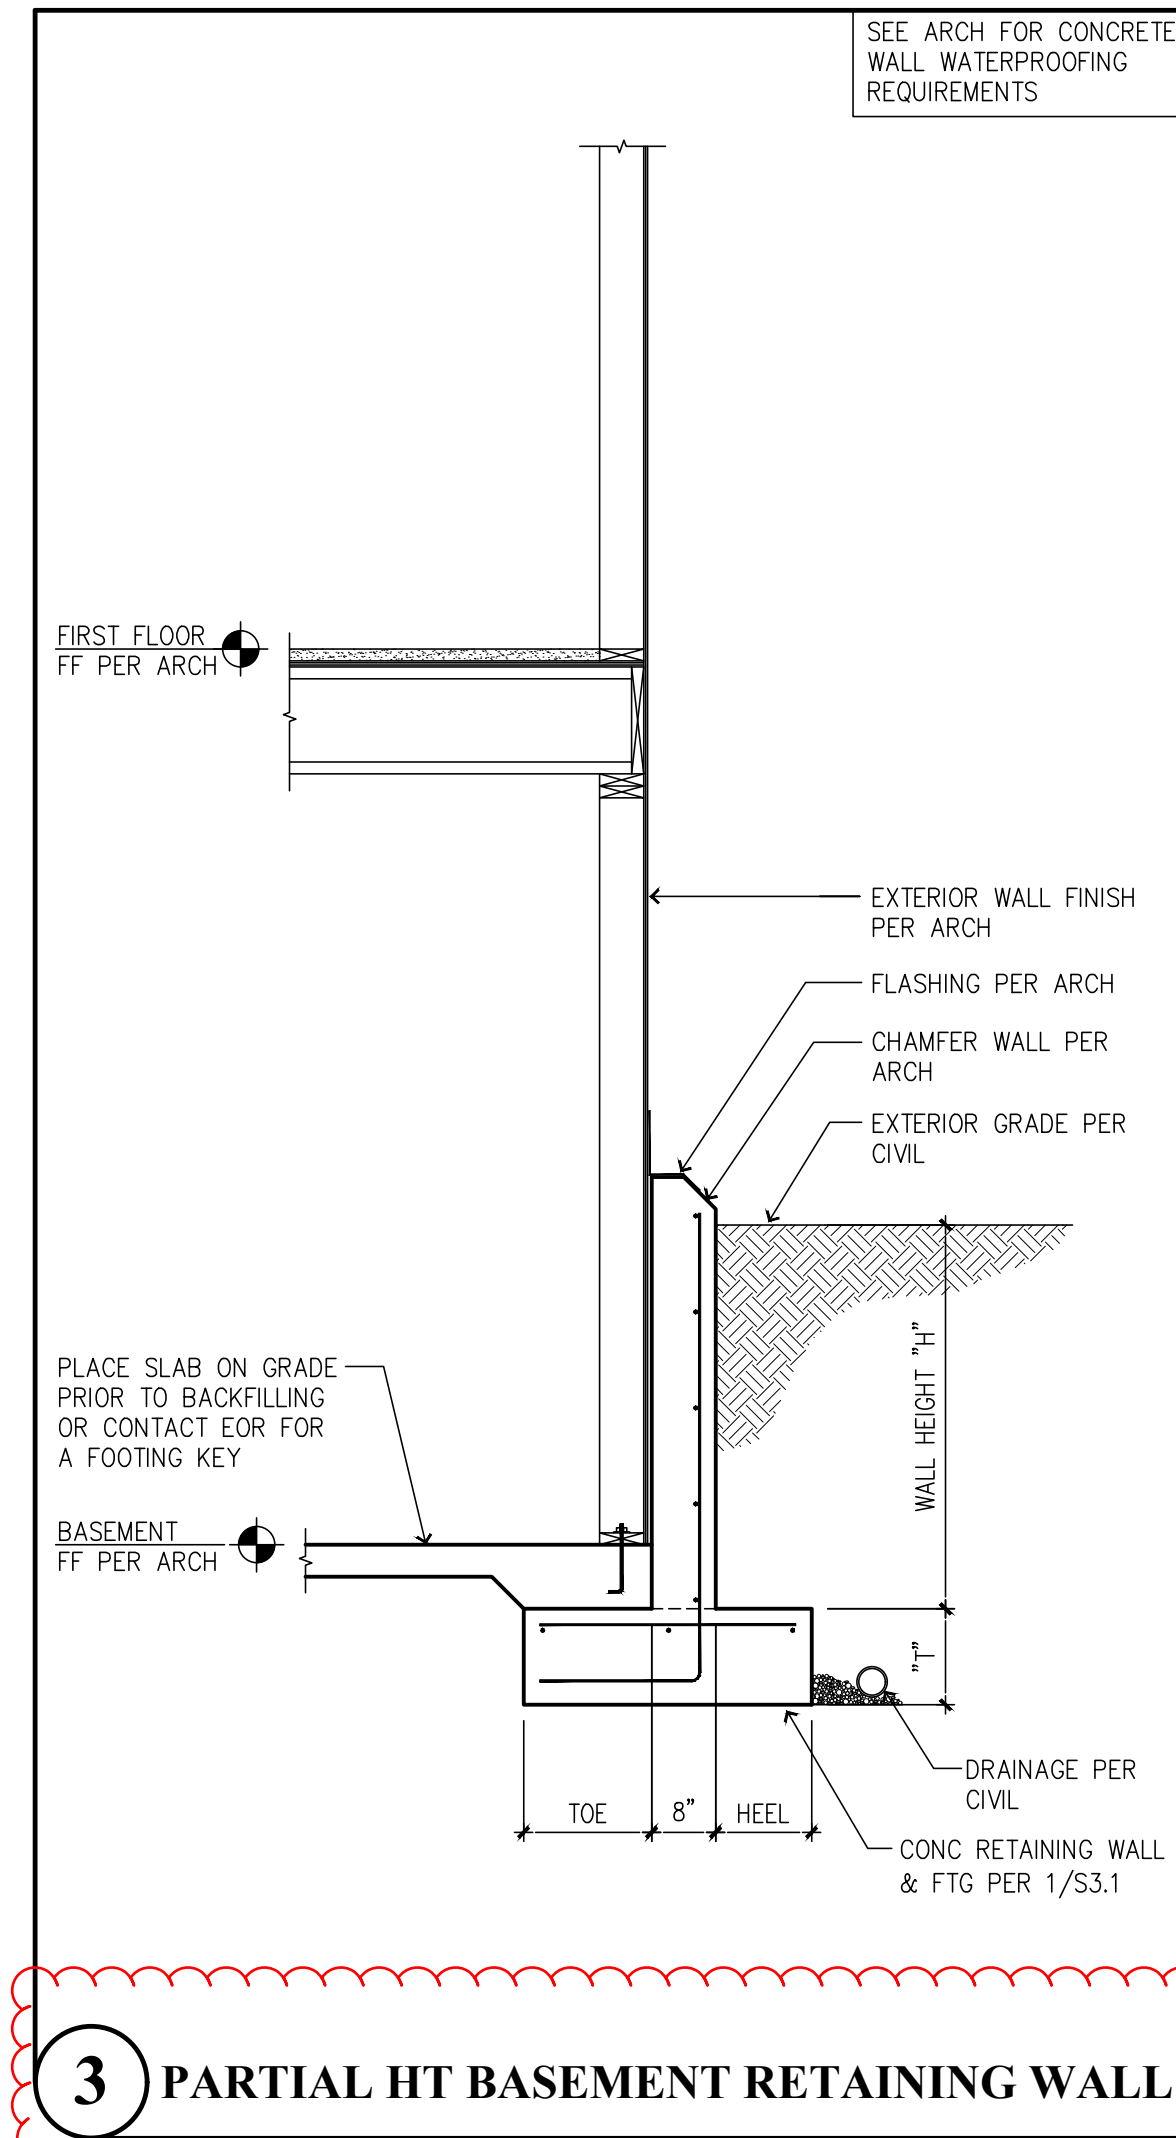 SEE ARCH FOR CONCRETE
WALL WATERPROOFING
REQUIREMENTS
FIRST FLOOR
FF PER ARCH
EXTERIOR WALL FINISH
PER ARCH
FLASHING PER ARCH
CHAMFER WALL PER
ARCH
EXTERIOR GRADE PER
CIVIL
WALL HEIGHT "H"
PLACE SLAB ON GRADE
PRIOR TO BACKFILLING
OR CONTACT EOR FOR
A FOOTING KEY
BASEMENT
FF PER ARCH
"T"
DRAINAGE PER
CIVIL
TOE
8"
HEEL
CONC RETAINING WALL
& FTG PER 1/S3.1
3 PARTIAL HT BASEMENT RETAINING WALL